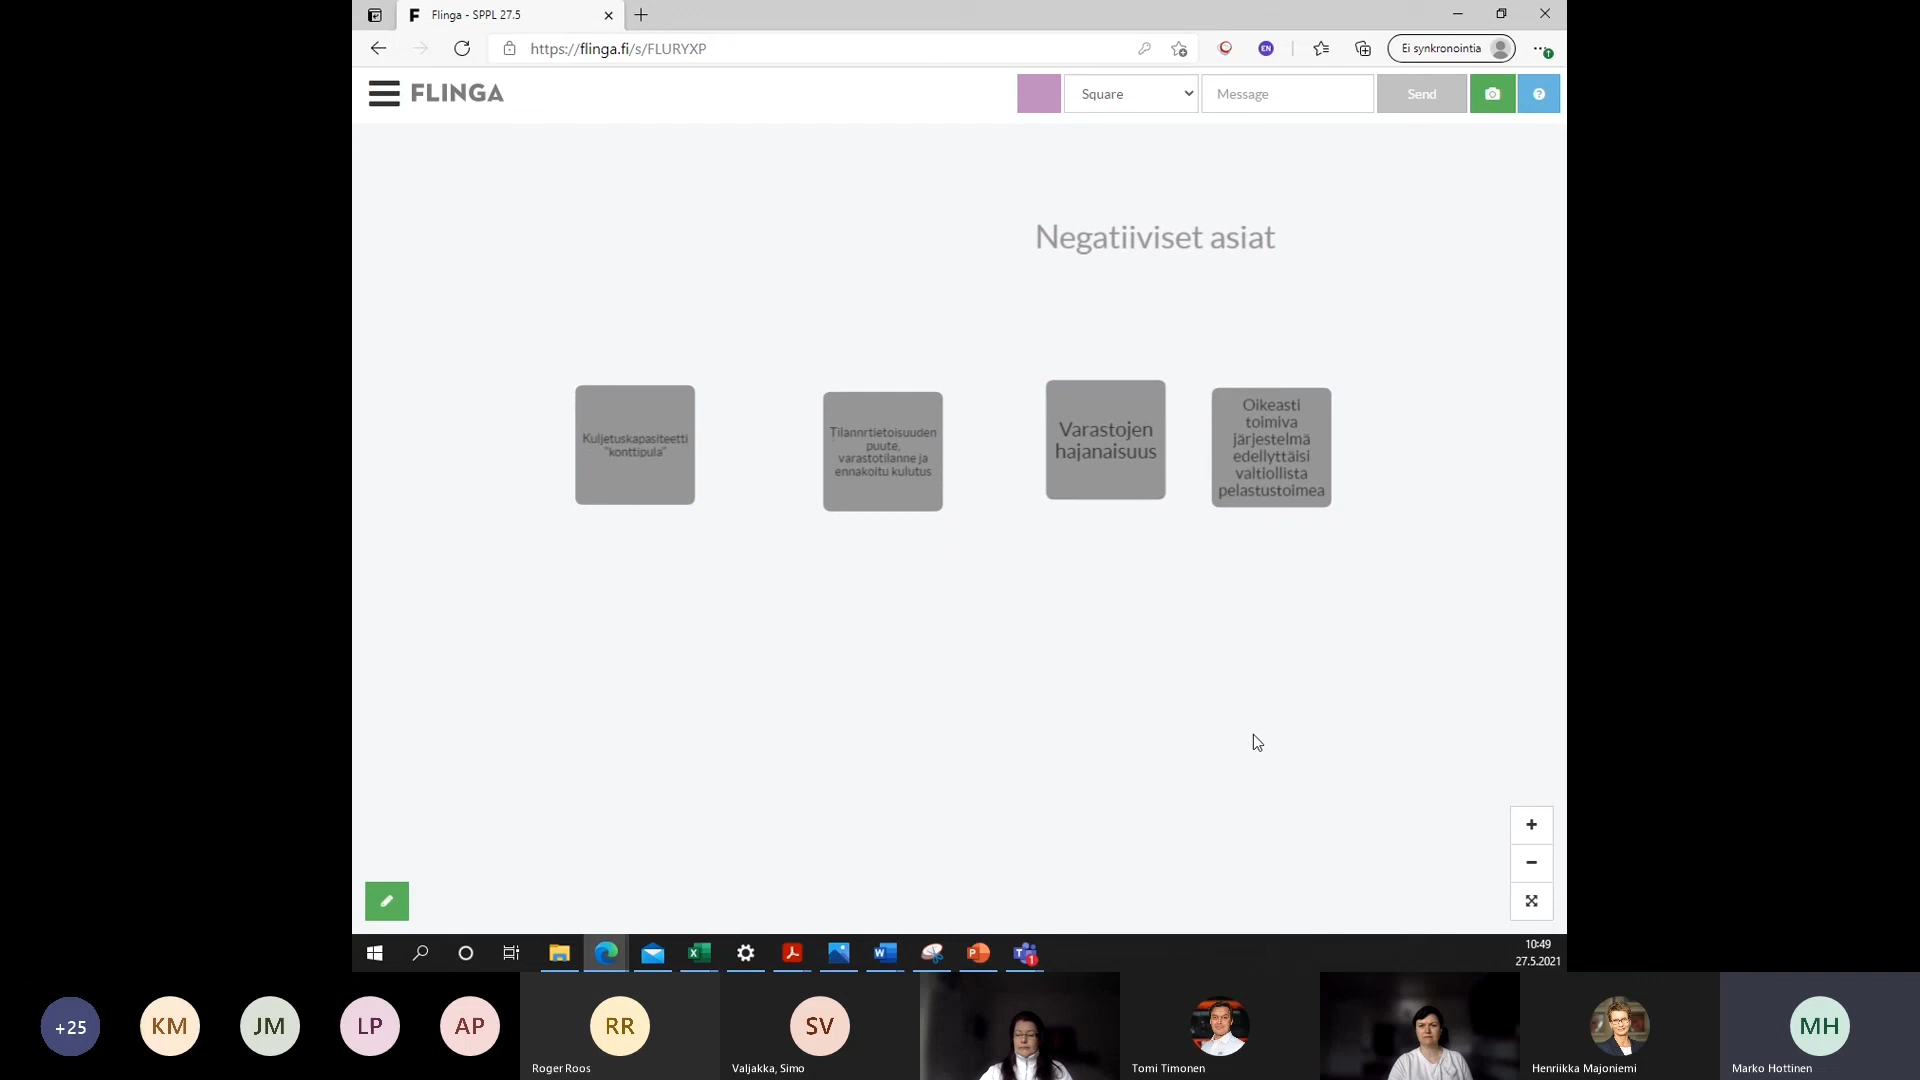 Flinga - SPPL 27.5
https://flinga.fi/s/FLURYXP
EN
Ei synkronointia
FLINGA
Square
Message
Send
Negatiiviset asiat
Kuljetuskapasiteetti
"konttipula"
Tilannrtietoisuuden
puute,
varastotilanne ja
ennakoitu kulutus
Varastojen
hajanaisuus
Oikeasti
toimiva
järjestelmä
edellyttäisi
valtiollista
pelastustoimea
10:49
27.5.2021
+25
KM
JM
LP
AP
RR
Roger Roos
SV
Valjakka, Simo
Tomi Timonen
Henriikka Majoniemi
MH
Marko Hottinen